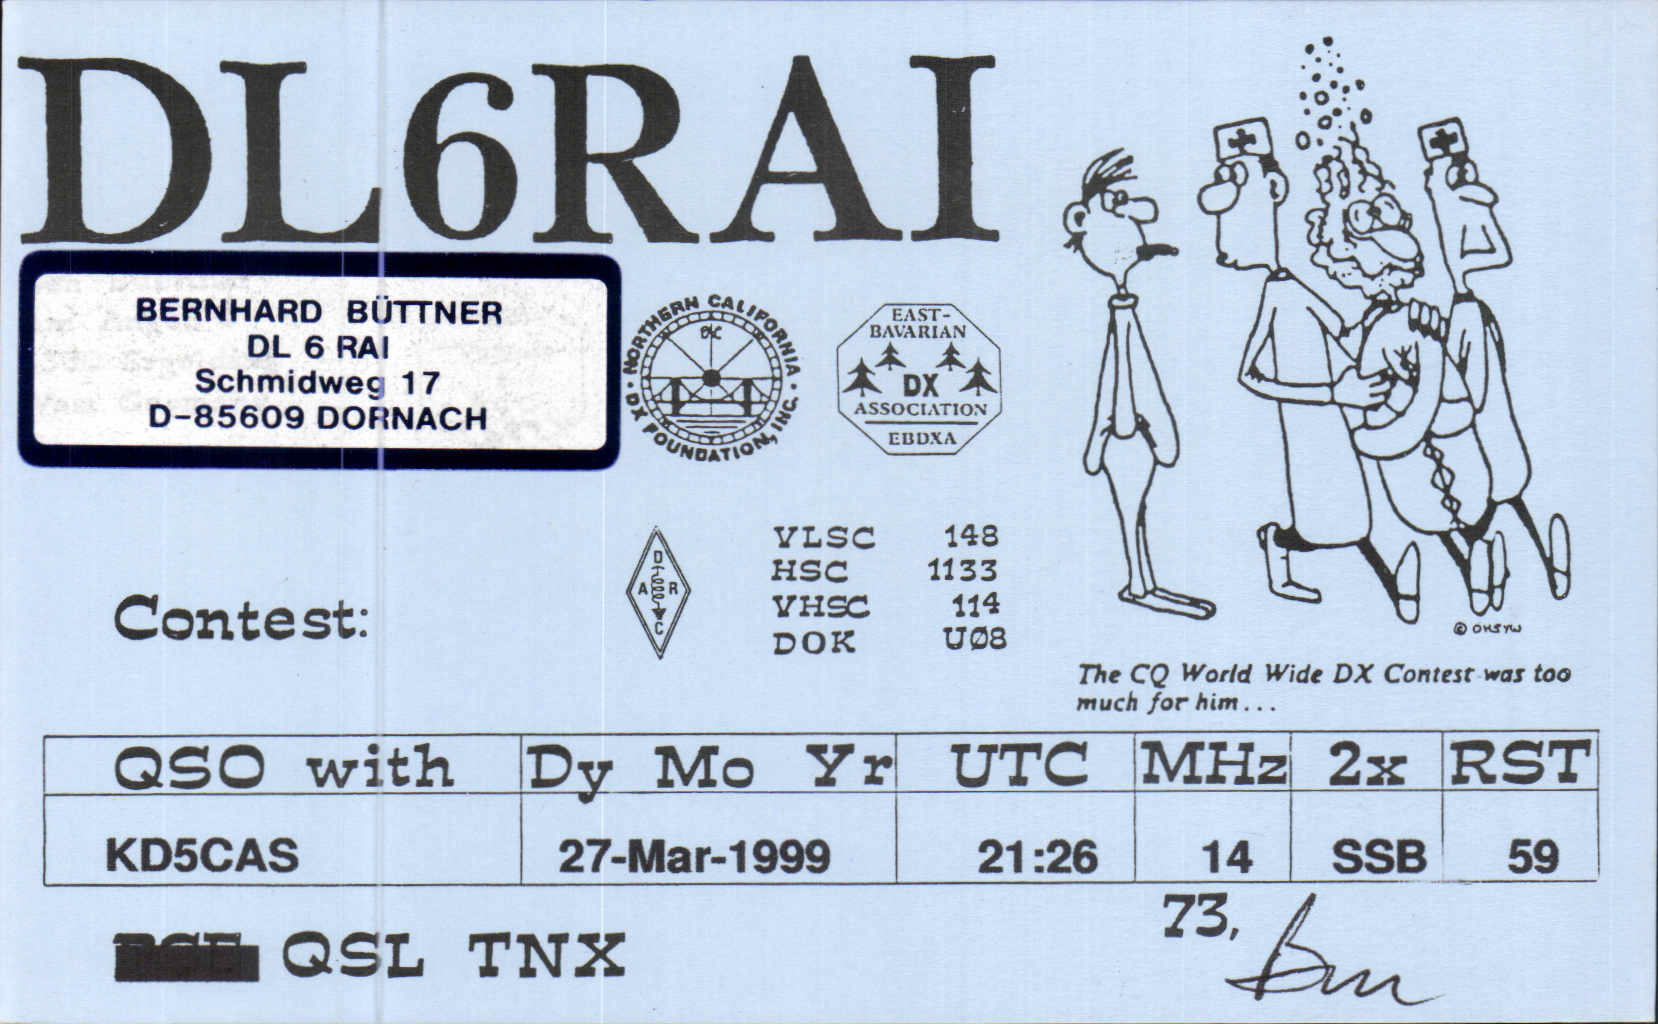 DL6RAI
BERNHARD BÜTTNER
DL 6 RAI
Schmidweg 17
D-85609 DORNACH
NORTHERN CALIFORNIA
DX FOUNDATION, INC.
EAST-
BAVARIAN
DX
ASSOCIATION
EBDXA
D
A R
C
VLSC 148
HSC 1133
VHSC 114
DOK UØ8
Contest:
The CQ World Wide DX Contest was too
much for him...
QSO with Dy Mo Yr UTC MHz 2x RST
KD5CAS 27-Mar-1999 21:26 14 SSB 59
QSL TNX
73,